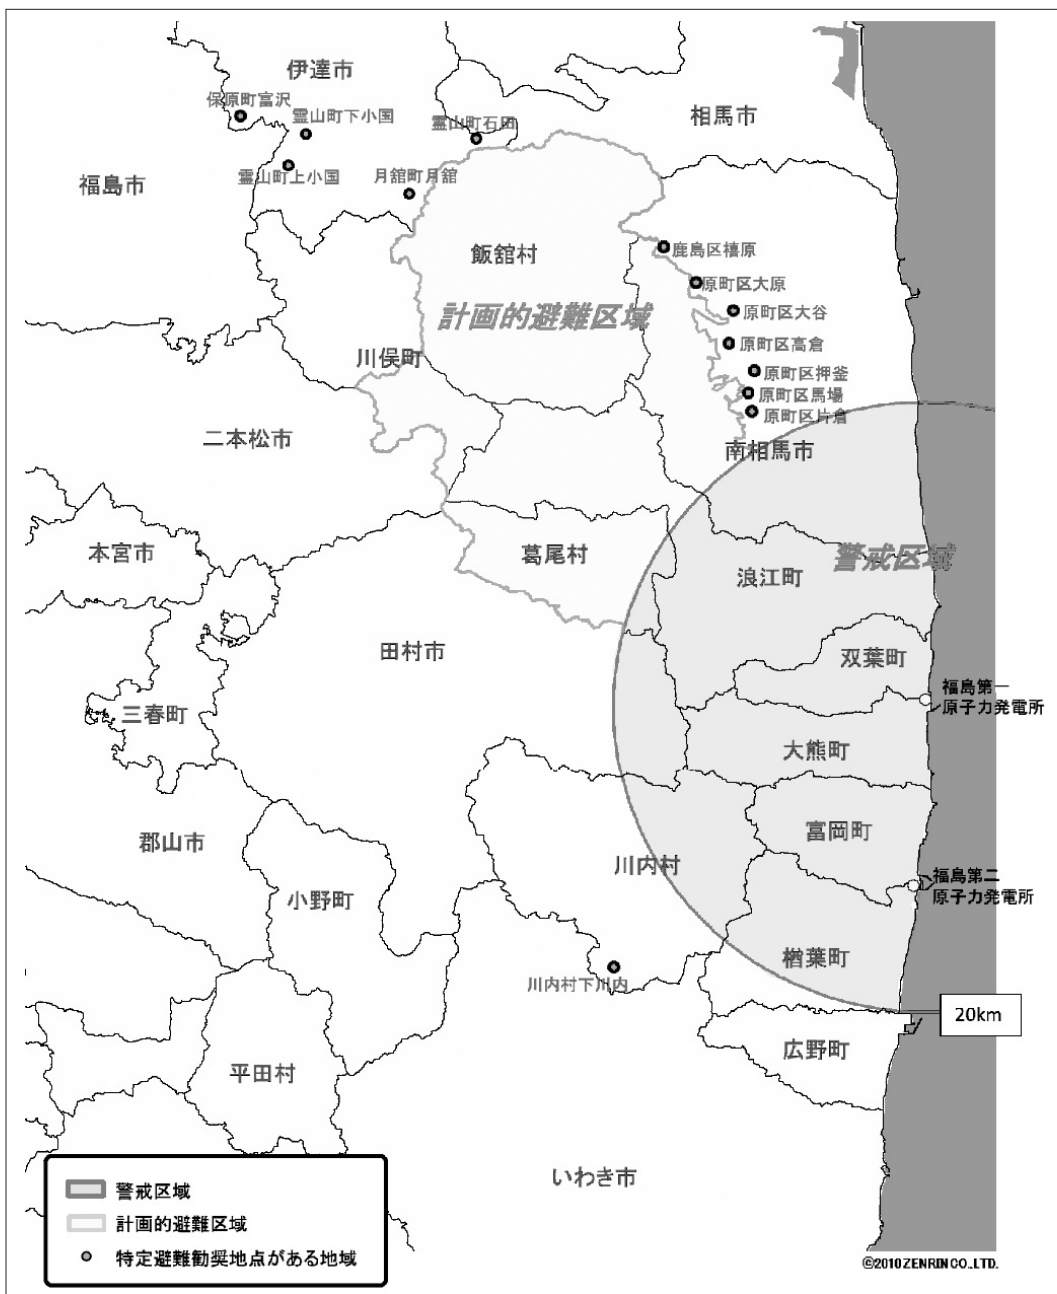 伊達市
保原町富沢
霊山町下小国
霊山町石田
相馬市
霊山町上小国
月舘町月舘
福島市
飯舘村
鹿島区橲原
原町区大原
計画的避難区域
原町区大谷
川俣町
原町区高倉
原町区押釜
原町区馬場
原町区片倉
二本松市
南相馬市
本宮市
葛尾村
浪江町
警戒区域
田村市
双葉町
福島第一
原子力発電所
三春町
大熊町
郡山市
富岡町
川内村
小野町
福島第二
原子力発電所
楢葉町
川内村下川内
20km
広野町
平田村
いわき市
警戒区域
計画的避難区域
特定避難勧奨地点がある地域
©2010ZENRIN CO.,LTD.